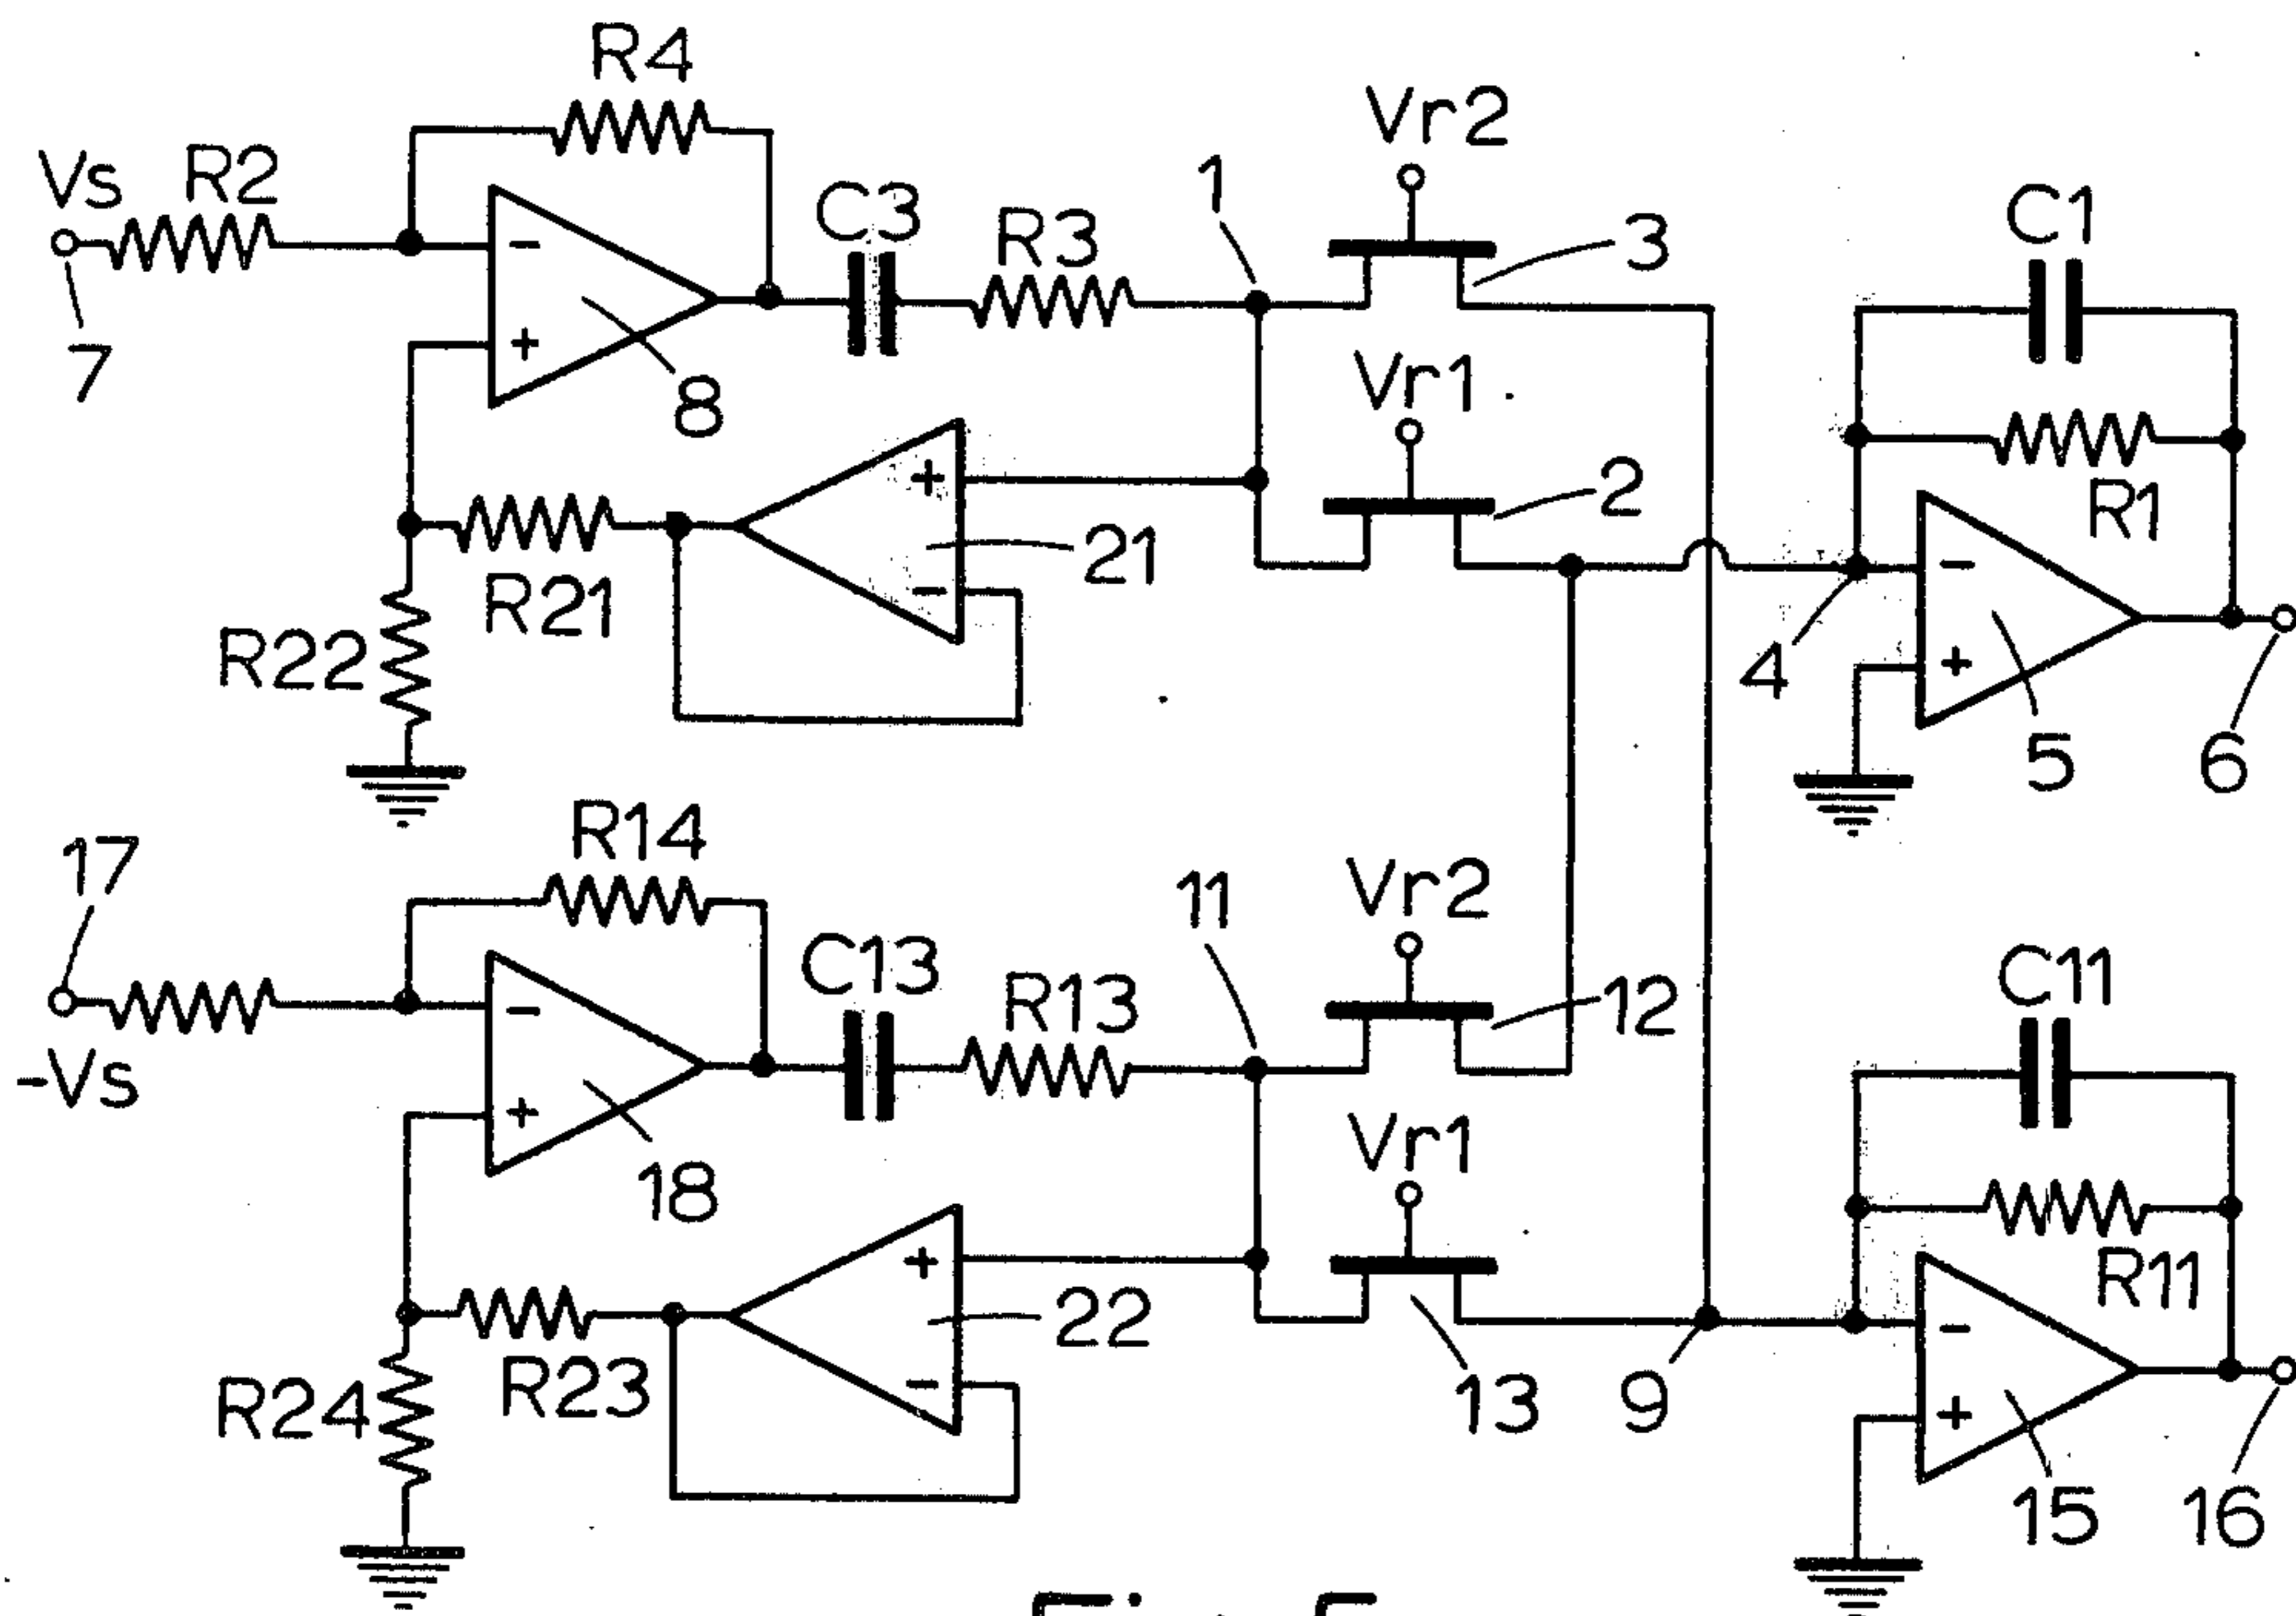 R4
Vs
R2
7
-
+
8
C3
R3
1
Vr2
3
Vr1
2
C1
R1
+
-
21
R21
R22
4
-
+
5
6
17
-Vs
R14
-
+
18
C13
R13
11
Vr2
12
Vr1
13
C11
R11
+
-
22
R23
R24
9
-
+
15
16